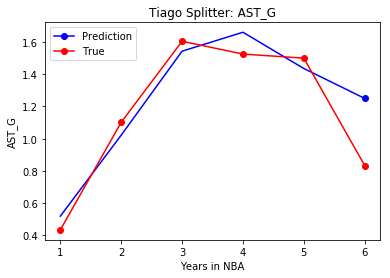 Tiago Splitter: AST_G
Prediction
True
AST_G
1.6
1.4
1.2
1.0
0.8
0.6
0.4
1 2 3 4 5 6
Years in NBA